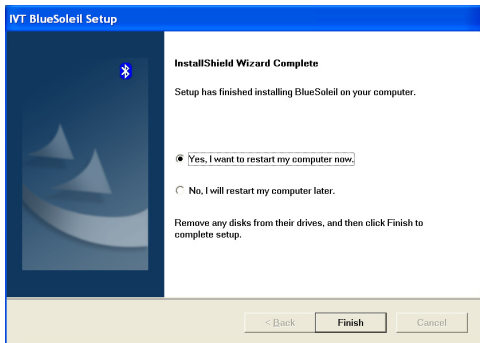 IVT BlueSoleil Setup
InstallShield Wizard Complete
Setup has finished installing BlueSoleil on your computer.
Yes, I want to restart my computer now.
No, I will restart my computer later.
Remove any disks from their drives, and then click Finish to
complete setup.
< Back Finish Cancel